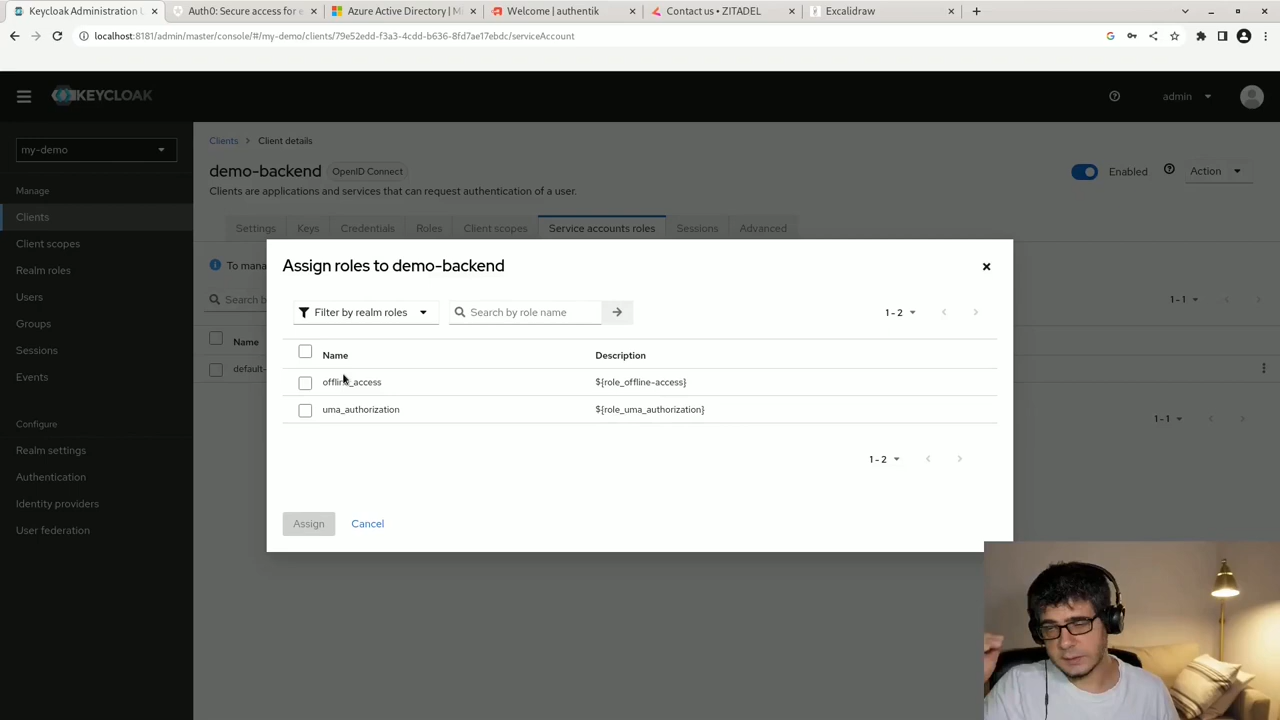 Keycloak Administration U
Auth0: Secure access for e
Azure Active Directory | M
Welcome | authentik
Contact us • ZITADEL
Excalidraw
localhost:8181/admin/master/console/#/my-demo/clients/79e52edd-f3a3-4cdd-b636-8fd7ae17ebdc/serviceAccount
KEYCLOAK
admin
my-demo
Manage
Clients
Client scopes
Realm roles
Users
Groups
Sessions
Events
Configure
Realm settings
Authentication
Identity providers
User federation
Clients > Client details
demo-backend OpenID Connect
Enabled
Action
Clients are applications and services that can request authentication of a user.
Settings Keys Credentials Roles Client scopes Service accounts roles Sessions Advanced
To mana
Search b
1 - 1
Name
default-
1 - 1
Assign roles to demo-backend
Filter by realm roles
Search by role name
1 - 2
Name Description
offline_access ${role_offline-access}
uma_authorization ${role_uma_authorization}
1 - 2
Assign Cancel